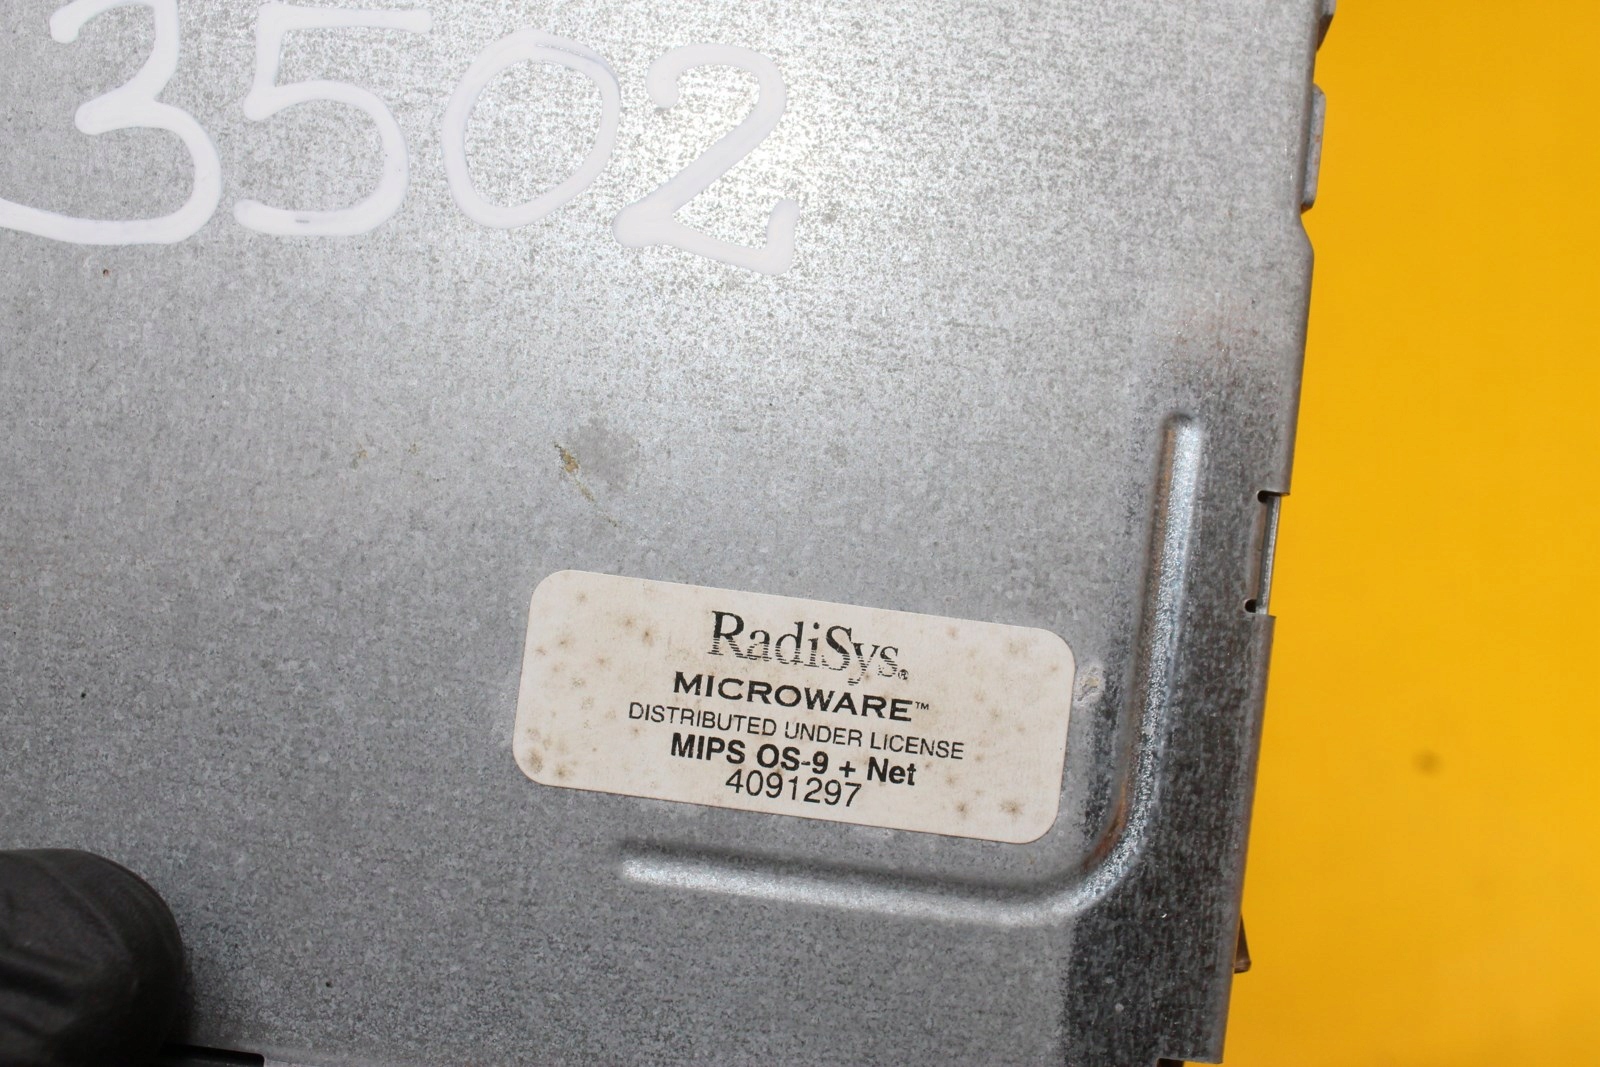 3502
RadiSys®
MICROWARE™
DISTRIBUTED UNDER LICENSE
MIPS OS-9 + Net
4091297